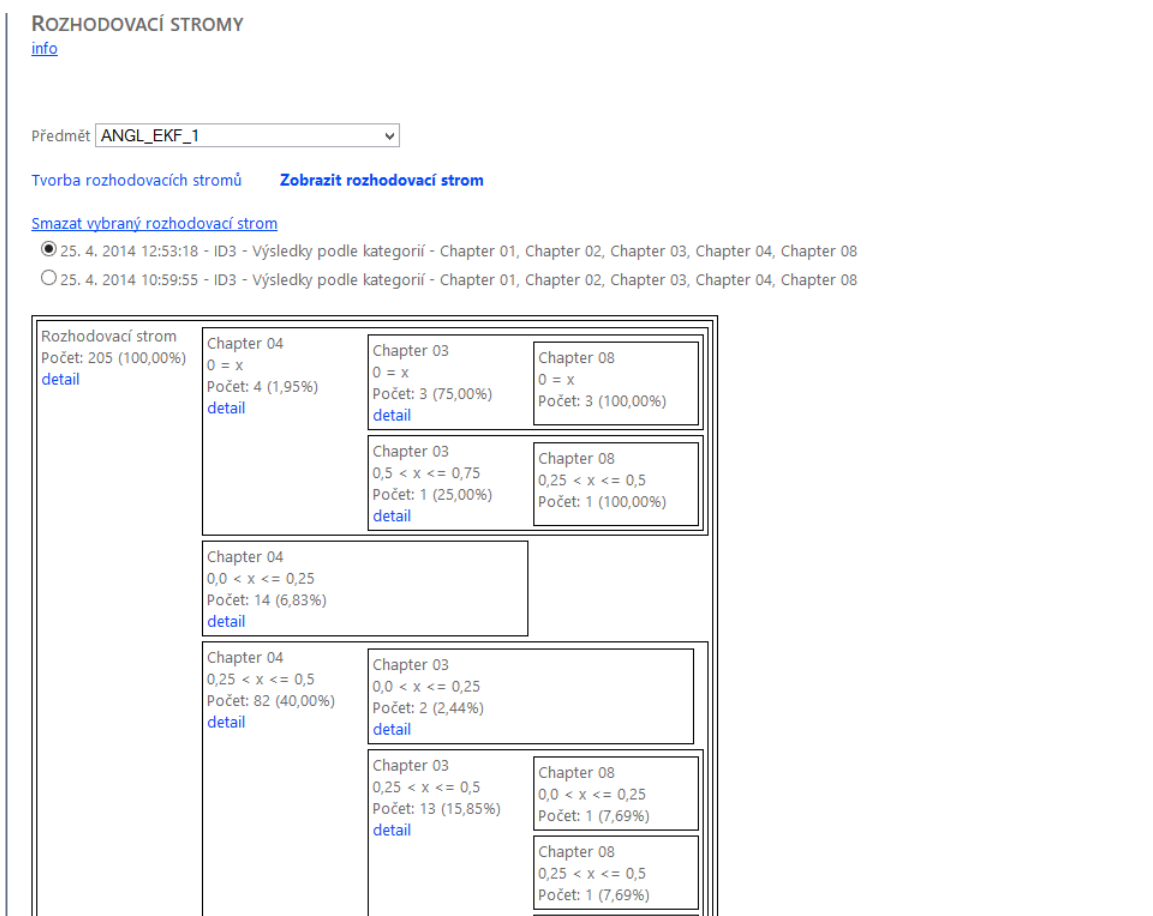 ROZHODOVACÍ STROMY
info
Předmět ANGL_EKF_1
Tvorba rozhodovacích stromů Zobrazit rozhodovací strom
Smazat vybraný rozhodovací strom
25. 4. 2014 12:53:18 - ID3 - Výsledky podle kategorií - Chapter 01, Chapter 02, Chapter 03, Chapter 04, Chapter 08
25. 4. 2014 10:59:55 - ID3 - Výsledky podle kategorií - Chapter 01, Chapter 02, Chapter 03, Chapter 04, Chapter 08
Rozhodovací strom
Počet: 205 (100,00%)
detail
Chapter 04
0 = x
Počet: 4 (1,95%)
detail
Chapter 03
0 = x
Počet: 3 (75,00%)
detail
Chapter 08
0 = x
Počet: 3 (100,00%)
Chapter 03
0,5 < x <= 0,75
Počet: 1 (25,00%)
detail
Chapter 08
0,25 < x <= 0,5
Počet: 1 (100,00%)
Chapter 04
0,0 < x <= 0,25
Počet: 14 (6,83%)
detail
Chapter 04
0,25 < x <= 0,5
Počet: 82 (40,00%)
detail
Chapter 03
0,0 < x <= 0,25
Počet: 2 (2,44%)
detail
Chapter 03
0,25 < x <= 0,5
Počet: 13 (15,85%)
detail
Chapter 08
0,0 < x <= 0,25
Počet: 1 (7,69%)
Chapter 08
0,25 < x <= 0,5
Počet: 1 (7,69%)